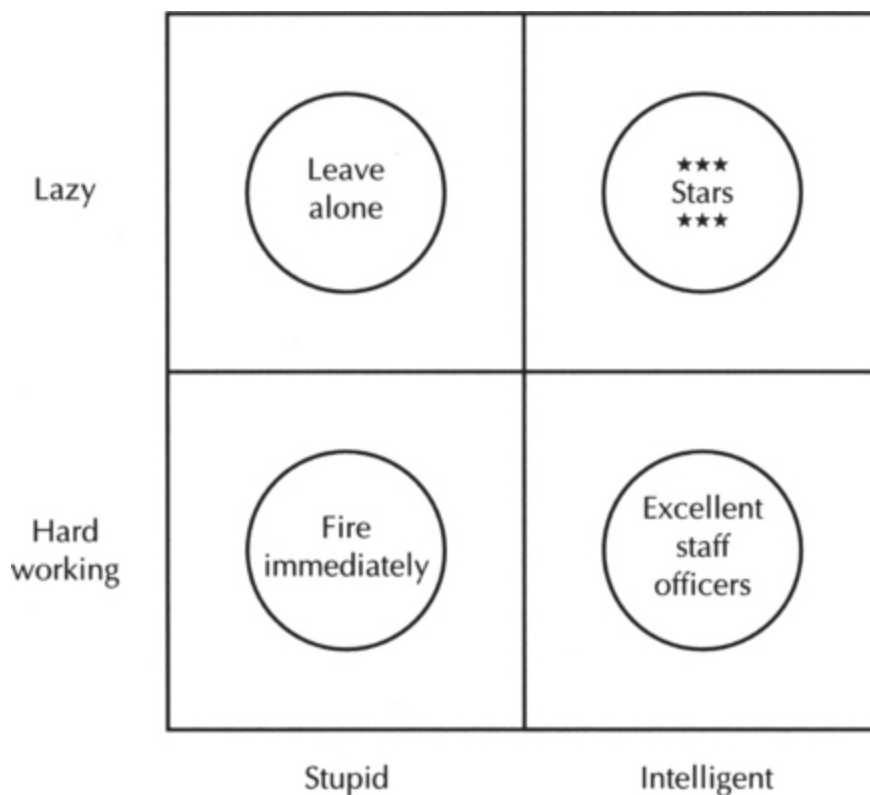 Lazy
Leave
alone
★★★
Stars
★★★
Hard
working
Fire
immediately
Excellent
staff
officers
Stupid
Intelligent